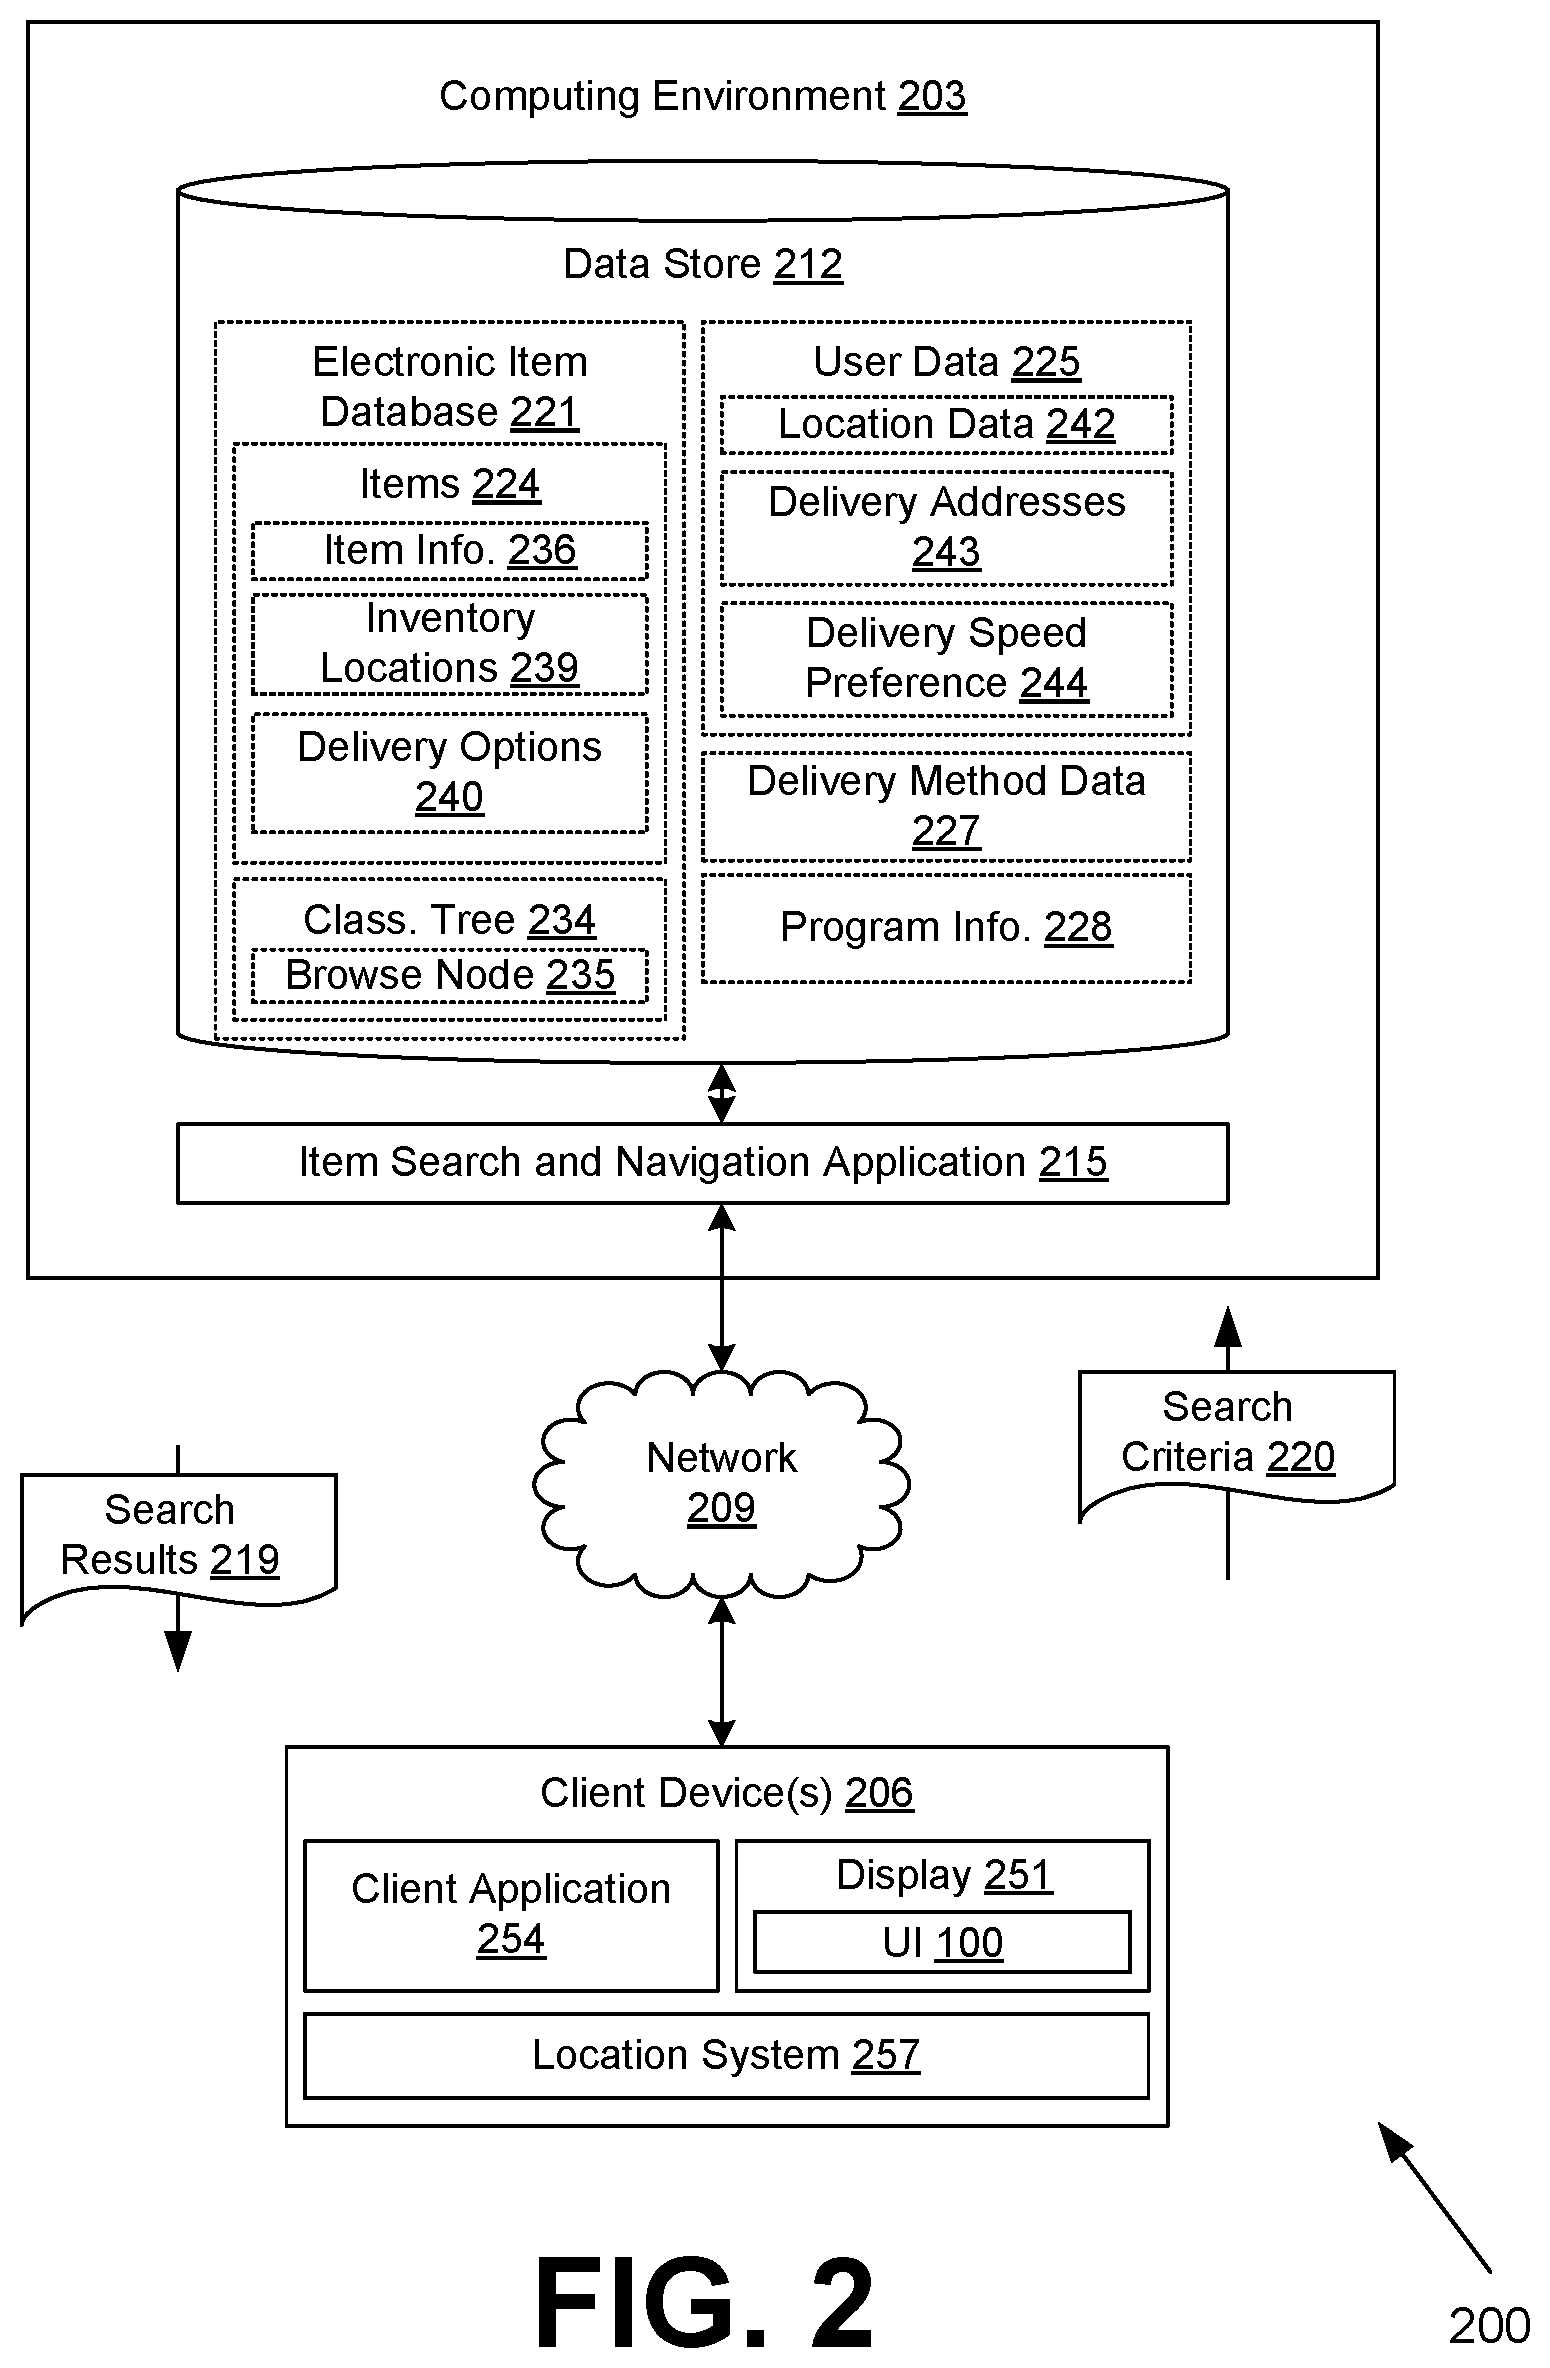 Computing Environment 203
Data Store 212
Electronic Item
Database 221
Items 224
Item Info. 236
Inventory
Locations 239
Delivery Options
240
Class. Tree 234
Browse Node 235
User Data 225
Location Data 242
Delivery Addresses
243
Delivery Speed
Preference 244
Delivery Method Data
227
Program Info. 228
Item Search and Navigation Application 215
Search
Criteria 220
Network
209
Search
Results 219
Client Device(s) 206
Client Application
254
Display 251
UI 100
Location System 257
200
FIG. 2